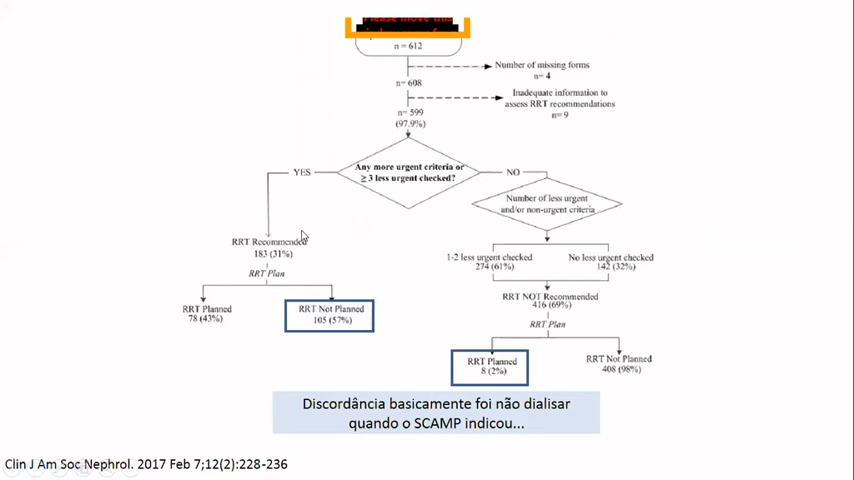 Please move this
n = 612
Number of missing forms
n= 4
n= 608
Inadequate information to
assess RRT recommendations
n= 9
n= 599
(97.9%)
Any more urgent criteria or
≥ 3 less urgent checked?
YES
NO
Number of less urgent
and/or non-urgent criteria
RRT Recommended
183 (31%)
RRT Plan
RRT Planned
78 (43%)
RRT Not Planned
105 (57%)
1-2 less urgent checked
274 (61%)
No less urgent checked
142 (32%)
RRT NOT Recommended
416 (69%)
RRT Plan
RRT Planned
8 (2%)
RRT Not Planned
408 (98%)
Discordância basicamente foi não dialisar
quando o SCAMP indicou...
Clin J Am Soc Nephrol. 2017 Feb 7;12(2):228-236